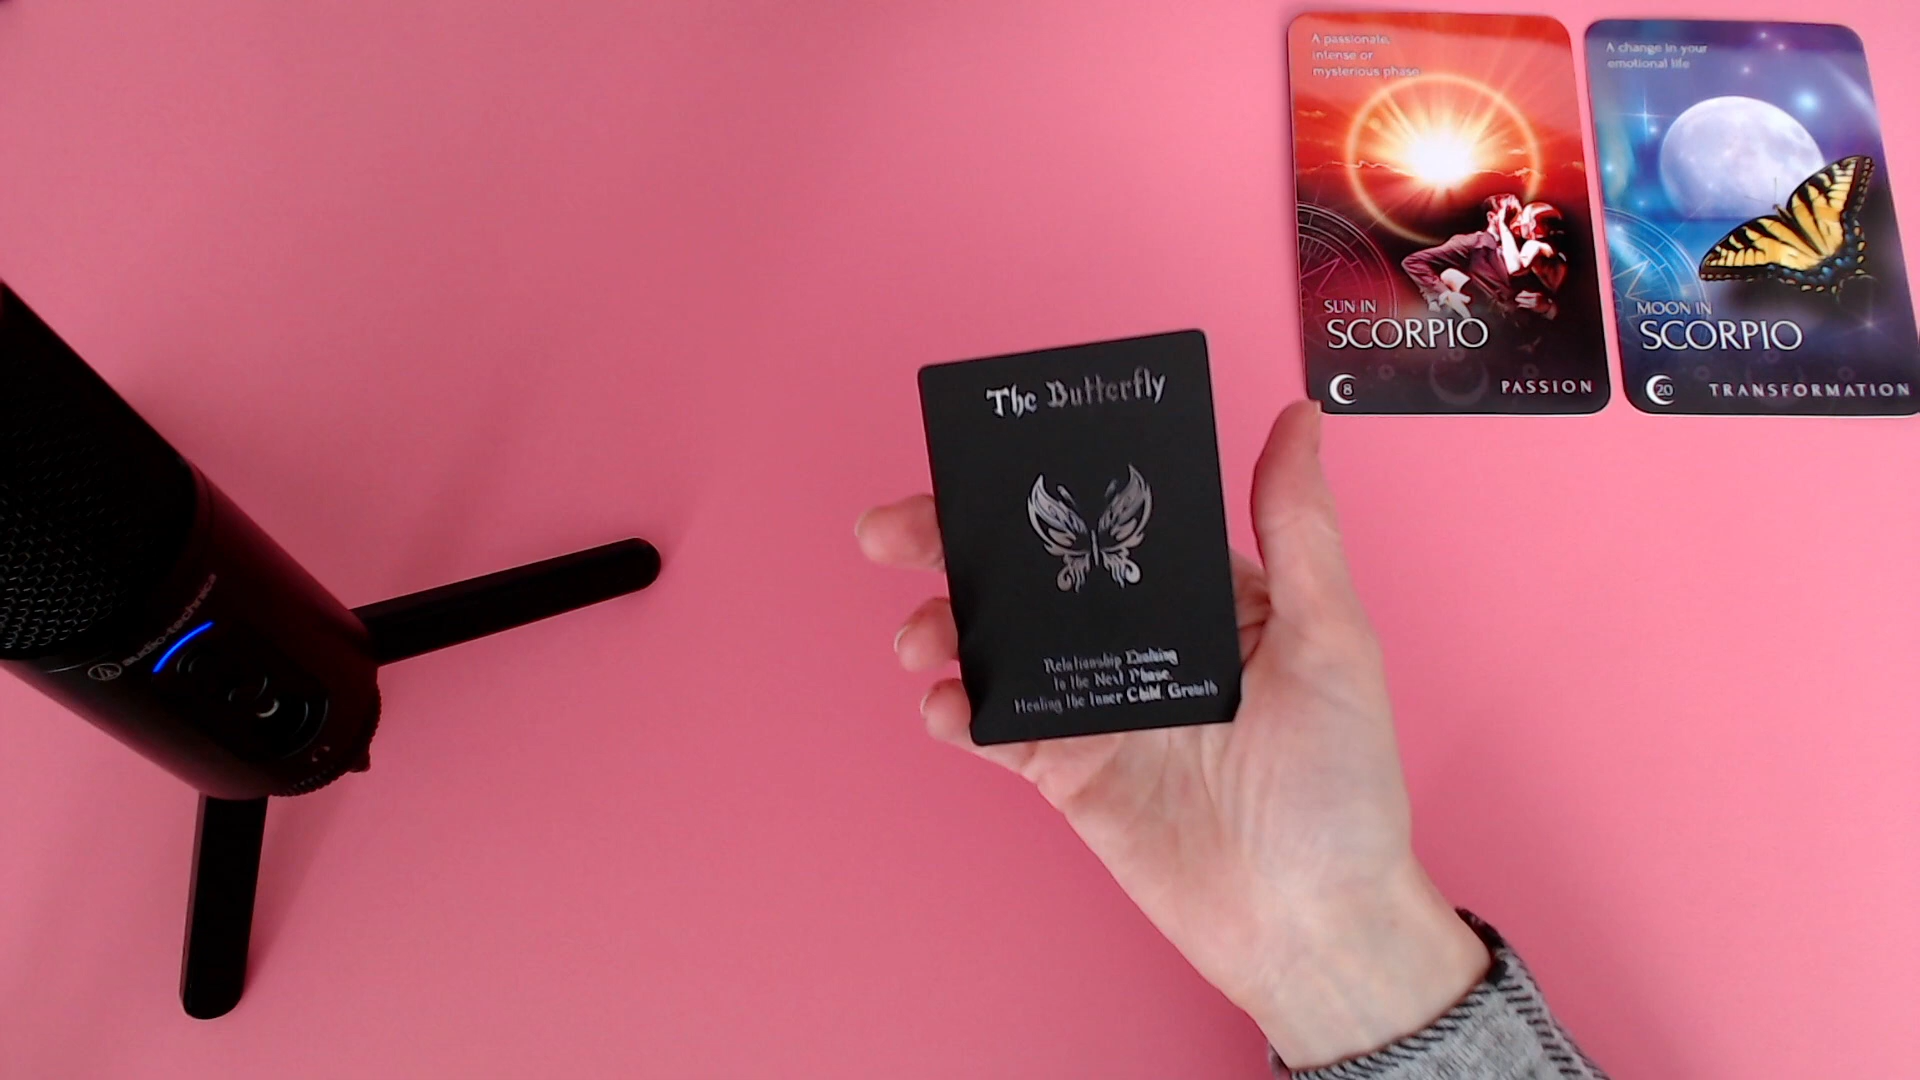 A passionate,
intense or
mysterious phase
SUN IN
SCORPIO
8
PASSION
A change in your
emotional life
MOON IN
SCORPIO
20
TRANSFORMATION
The Butterfly
Relationship Evolving
to the Next Phase,
Healing the Inner Child, Growth
audio-technica